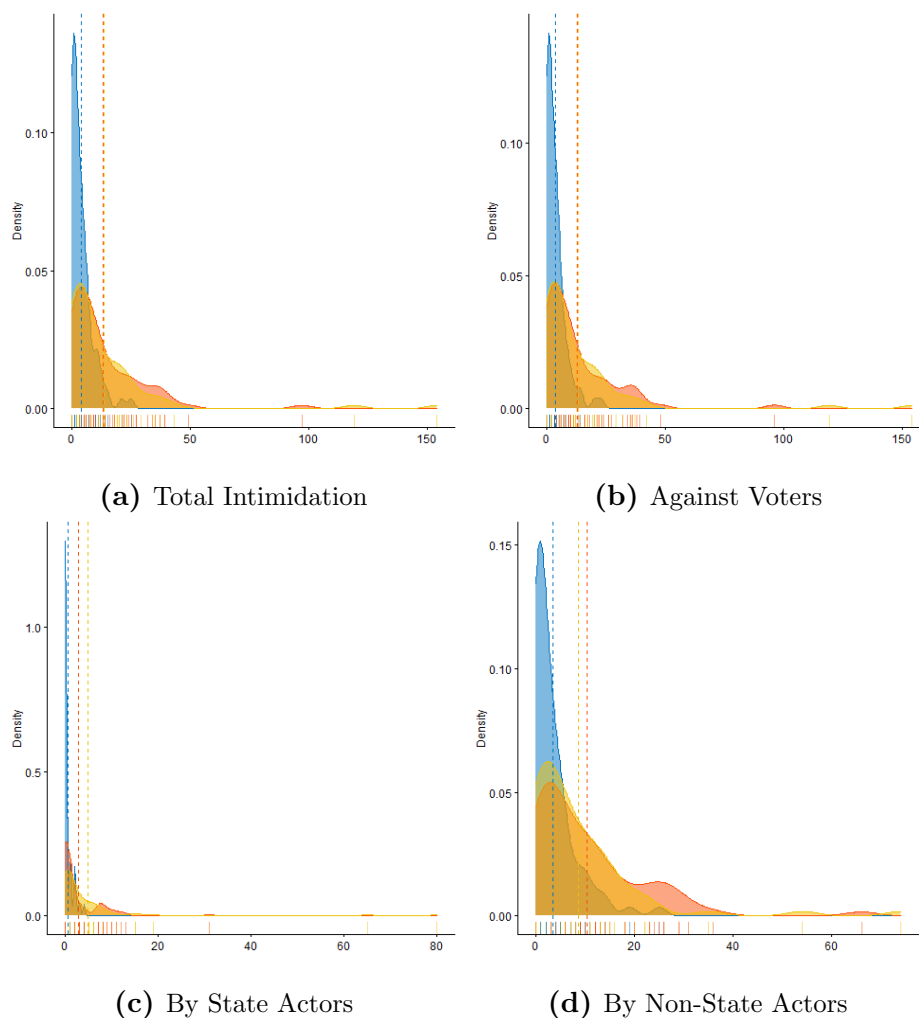 Density
0.10
0.05
0.00
0 50 100 150
(a) Total Intimidation
Density
0.10
0.05
0.00
0 50 100 150
(b) Against Voters
Density
1.0
0.5
0.0
0 20 40 60 80
(c) By State Actors
Density
0.15
0.10
0.05
0.00
0 20 40 60
(d) By Non-State Actors